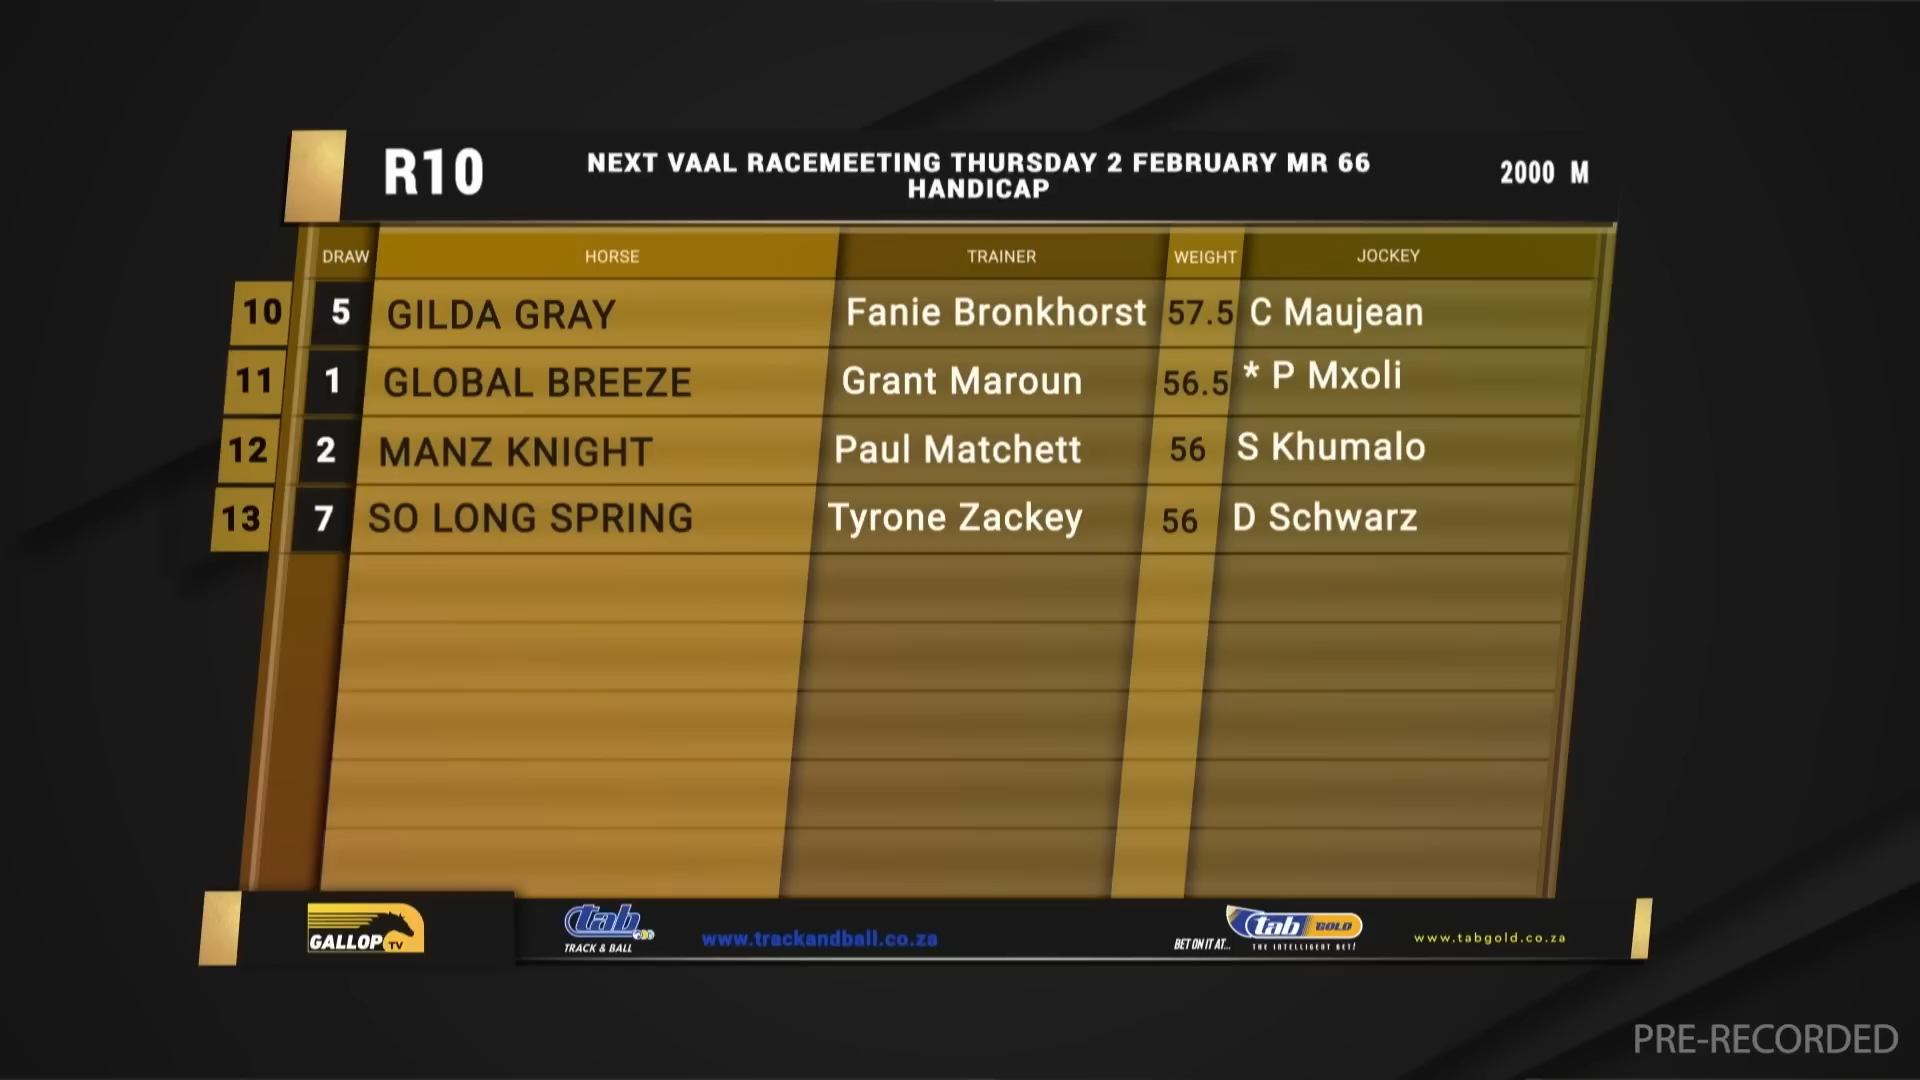 R10
NEXT VAAL RACEMEETING THURSDAY 2 FEBRUARY MR 66
HANDICAP
2000 M
DRAW HORSE TRAINER WEIGHT JOCKEY
10 5 GILDA GRAY Fanie Bronkhorst 57.5 C Maujean
11 1 GLOBAL BREEZE Grant Maroun 56.5 * P Mxoli
12 2 MANZ KNIGHT Paul Matchett 56 S Khumalo
13 7 SO LONG SPRING Tyrone Zackey 56 D Schwarz
GALLOP TV
tab
TRACK & BALL
www.trackandball.co.za
BET ON IT AT...
tab GOLD
THE INTELLIGENT BET!
www.tabgold.co.za
PRE-RECORDED